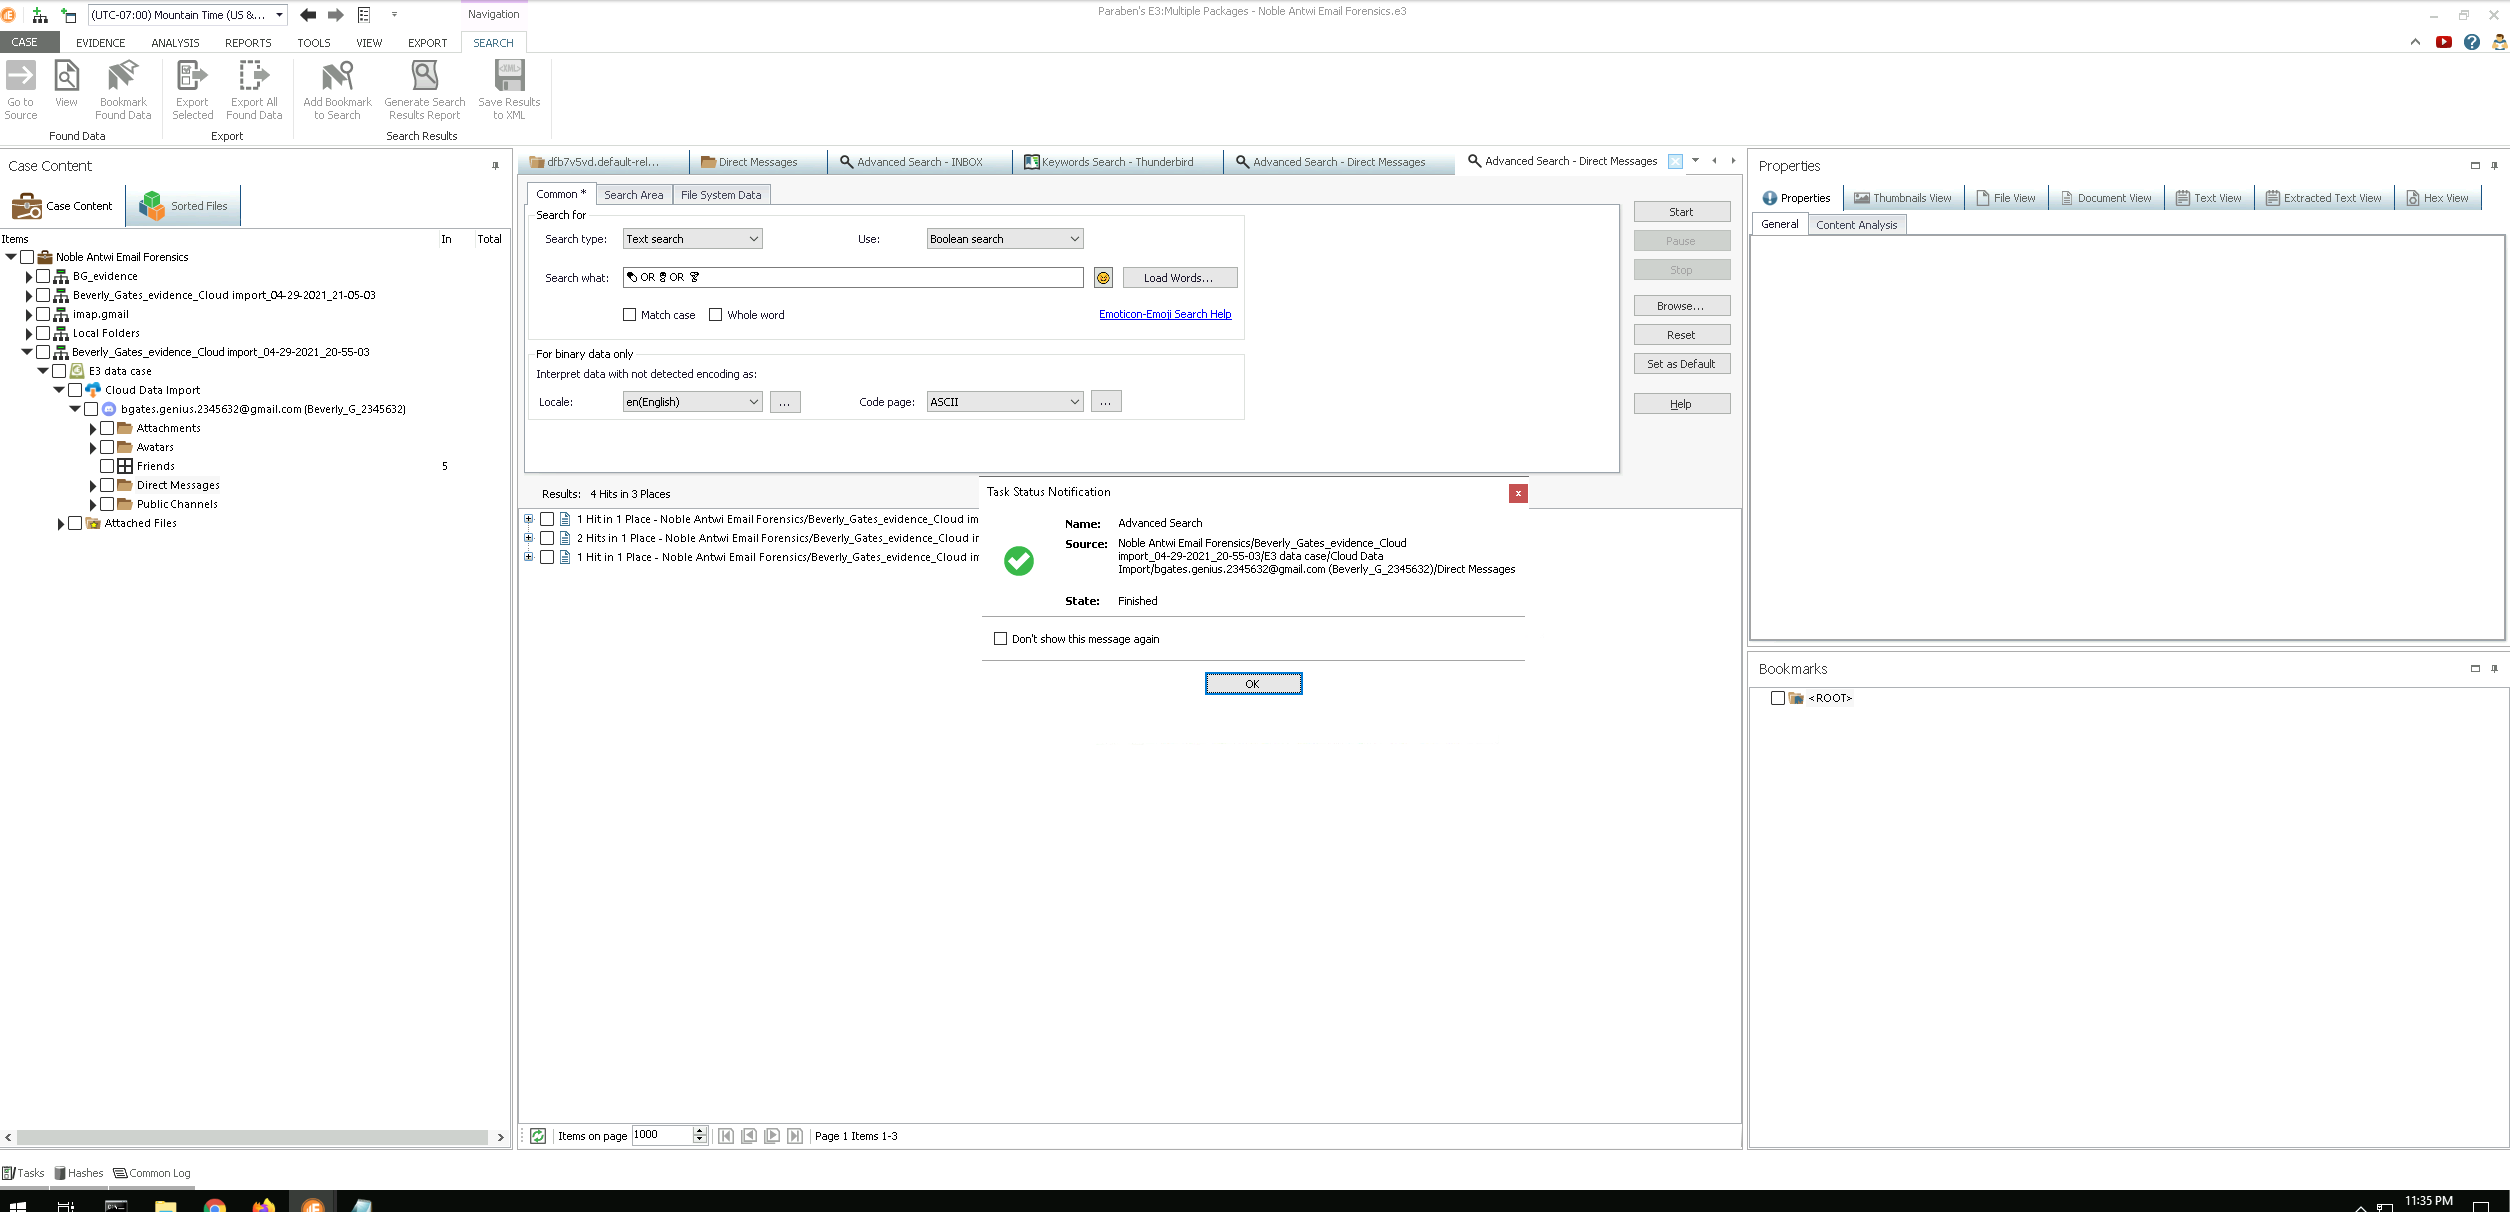 (UTC-07:00) Mountain Time (US &...
Navigation
Paraben's E3:Multiple Packages - Noble Antwi Email Forensics.e3
CASE EVIDENCE ANALYSIS REPORTS TOOLS VIEW EXPORT SEARCH
Go to Source
View
Bookmark Found Data
Export Selected
Export All Found Data
Add Bookmark to Search
Generate Search Results Report
Save Results to XML
Found Data Export Search Results
Case Content
Case Content Sorted Files
Items In Total
Noble Antwi Email Forensics
BG_evidence
Beverly_Gates_evidence_Cloud import_04-29-2021_21-05-03
imap.gmail
Local Folders
Beverly_Gates_evidence_Cloud import_04-29-2021_20-55-03
E3 data case
Cloud Data Import
bgates.genius.2345632@gmail.com (Beverly_G_2345632)
Attachments
Avatars
Friends 5
Direct Messages
Public Channels
Attached Files
dfb7v5vd.default-rel... Direct Messages Advanced Search - INBOX Keywords Search - Thunderbird Advanced Search - Direct Messages Advanced Search - Direct Messages
Common * Search Area File System Data
Search for
Search type: Text search Use: Boolean search
Search what: OR OR Load Words...
Match case Whole word Emoticon-Emoji Search Help
For binary data only
Interpret data with not detected encoding as:
Locale: en(English) ... Code page: ASCII ...
Start
Pause
Stop
Browse...
Reset
Set as Default
Help
Results: 4 Hits in 3 Places
1 Hit in 1 Place - Noble Antwi Email Forensics/Beverly_Gates_evidence_Cloud im
2 Hits in 1 Place - Noble Antwi Email Forensics/Beverly_Gates_evidence_Cloud ir
1 Hit in 1 Place - Noble Antwi Email Forensics/Beverly_Gates_evidence_Cloud im
Task Status Notification
x
Name: Advanced Search
Source: Noble Antwi Email Forensics/Beverly_Gates_evidence_Cloud
import_04-29-2021_20-55-03/E3 data case/Cloud Data
Import/bgates.genius.2345632@gmail.com (Beverly_G_2345632)/Direct Messages
State: Finished
Don't show this message again
OK
Items on page 1000 Page 1 Items 1-3
Properties
Properties Thumbnails View File View Document View Text View Extracted Text View Hex View
General Content Analysis
Bookmarks
<ROOT>
Tasks Hashes Common Log
11:35 PM